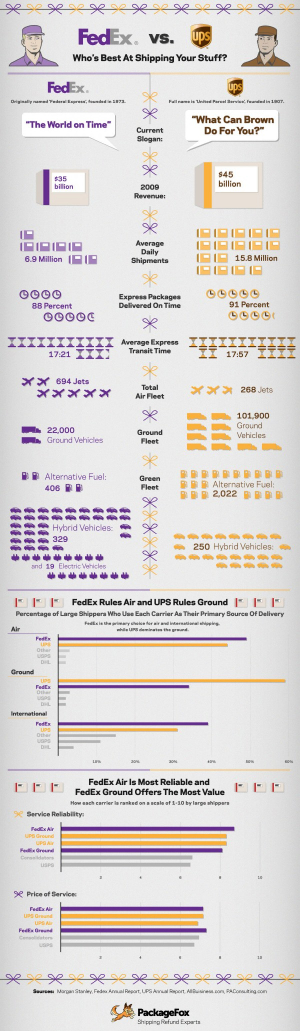 FedEx vs. ups
Who's Best At Shipping Your Stuff?
FedEx
ups
Originally named 'Federal Express', founded in 1973.
Full name is 'United Parcel Service', founded in 1907.
"The World on Time"
Current
Slogan:
"What Can Brown
Do For You?"
$35
billion
2009
Revenue:
$45
billion
6.9 Million
Average
Daily
Shipments
15.8 Million
88 Percent
Express Packages
Delivered On Time
91 Percent
17:21
Average Express
Transit Time
17:57
694 Jets
Total
Air Fleet
268 Jets
22,000
Ground Vehicles
Ground
Fleet
101,900
Ground
Vehicles
Alternative Fuel:
406
Green
Fleet
Alternative Fuel:
2,022
Hybrid Vehicles:
329
250 Hybrid Vehicles:
and 19 Electric Vehicles
FedEx Rules Air and UPS Rules Ground
Percentage of Large Shippers Who Use Each Carrier As Their Primary Source Of Delivery
FedEx is the primary choice for air and international shipping,
while UPS dominates the ground.
Air
FedEx
UPS
Other
USPS
DHL
Ground
UPS
FedEx
Other
USPS
DHL
International
FedEx
UPS
Other
USPS
DHL
10% 20% 30% 40% 50% 60%
FedEx Air Is Most Reliable and
FedEx Ground Offers The Most Value
How each carrier is ranked on a scale of 1-10 by large shippers
Service Reliability:
FedEx Air
UPS Ground
UPS Air
FedEx Ground
Consolidators
USPS
2 4 6 8 10
Price of Service:
FedEx Air
UPS Ground
UPS Air
FedEx Ground
Consolidators
USPS
2 4 6 8 10
Sources: Morgan Stanley, Fedex Annual Report, UPS Annual Report, AllBusiness.com, PAConsulting.com
PackageFox
Shipping Refund Experts